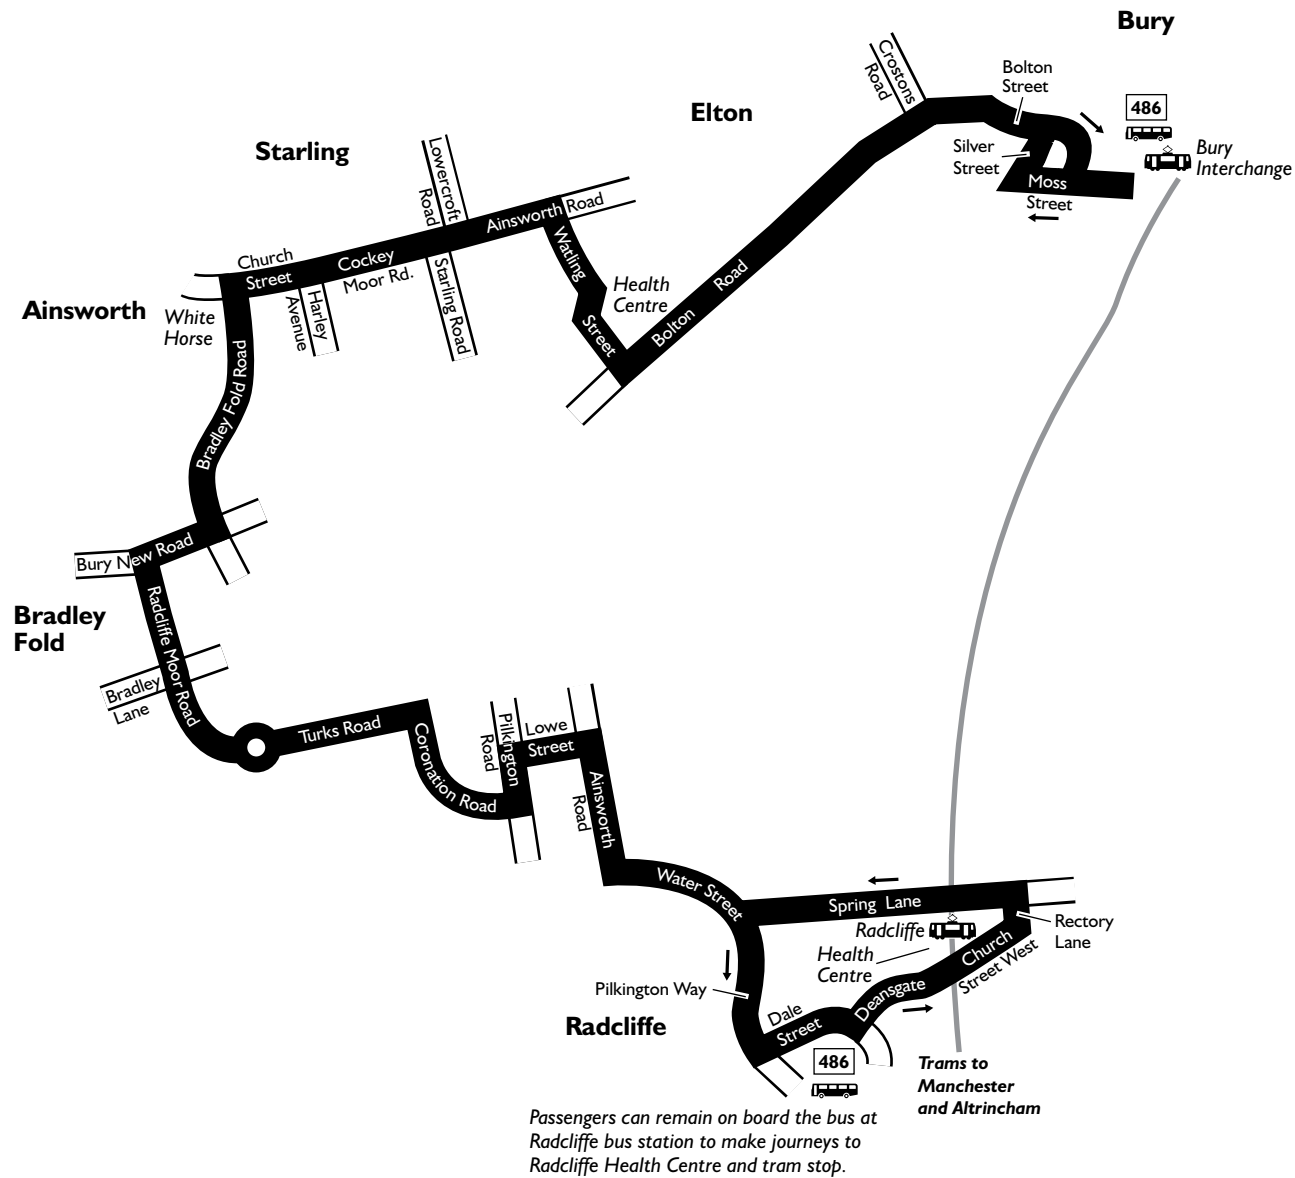 Bury
Bolton
Street
486
Crostons
Road
Elton
Silver
Street
Bury
Interchange
Moss
Street
Starling
Lowercroft
Road
Ainsworth Road
Church
Street
Cockey
Moor Rd.
Watling
Street
Health
Centre
Starling Road
Harley
Avenue
Ainsworth
White
Horse
Bolton Road
Bradley Fold Road
Bury New Road
Bradley
Fold
Radcliffe Moor Road
Bradley
Lane
Turks Road
Coronation Road
Pilkington
Road
Lowe
Street
Ainsworth
Road
Water Street
Spring Lane
Radcliffe
Rectory
Lane
Health
Centre
Church
Street West
Deansgate
Pilkington Way
Dale
Street
Radcliffe
486
Trams to
Manchester
and Altrincham
Passengers can remain on board the bus at
Radcliffe bus station to make journeys to
Radcliffe Health Centre and tram stop.